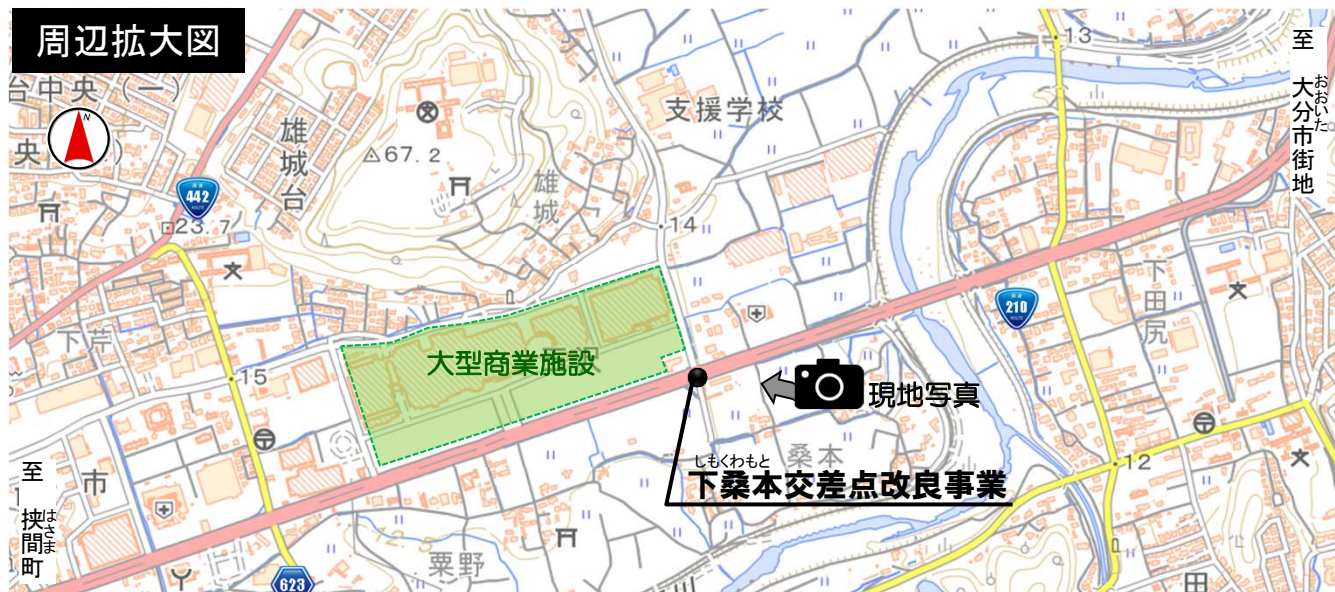 周辺拡大図
至 大分市街地
おおいた
台中央(一)
央
N
雄城台
67.2
雄城
支援学校
13
442
23.7
14
210
下田尻
下芹
15
大型商業施設
現地写真
桑本
しもくわもと
下桑本交差点改良事業
12
至 挾間町
はさま
市
粟野
623
川
田